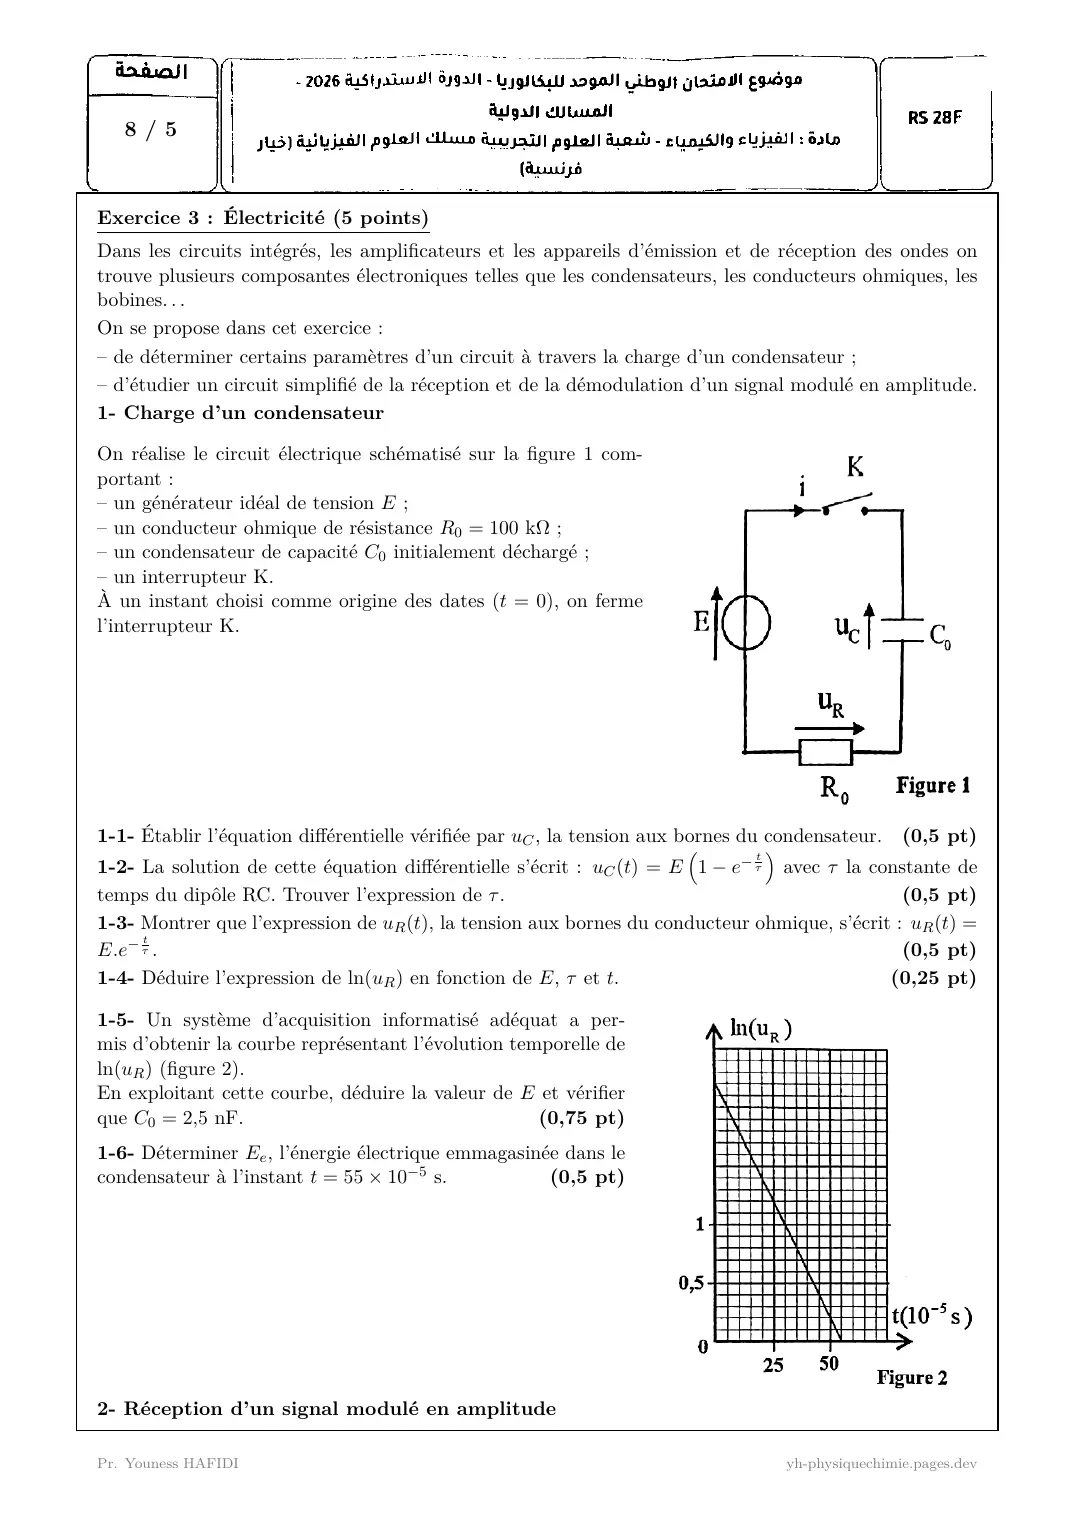 الصفحة
8 / 5
موضوع الامتحان الوطني الموحد للبكالوريا - الدورة الاستدراكية 2026 -
المسالك الدولية
مادة : الفيزياء والكيمياء - شعبة العلوم التجريبية مسلك العلوم الفيزيائية (خيار
فرنسية)
RS 28F
Exercice 3 : Électricité (5 points)
Dans les circuits intégrés, les amplificateurs et les appareils d'émission et de réception des ondes on
trouve plusieurs composantes électroniques telles que les condensateurs, les conducteurs ohmiques, les
bobines...
On se propose dans cet exercice :
– de déterminer certains paramètres d'un circuit à travers la charge d'un condensateur ;
– d'étudier un circuit simplifié de la réception et de la démodulation d'un signal modulé en amplitude.
1- Charge d'un condensateur
On réalise le circuit électrique schématisé sur la figure 1 com-
portant :
– un générateur idéal de tension E ;
– un conducteur ohmique de résistance R₀ = 100 kΩ ;
– un condensateur de capacité C₀ initialement déchargé ;
– un interrupteur K.
À un instant choisi comme origine des dates (t = 0), on ferme
l'interrupteur K.
K
i
E
u_C
C₀
u_R
R₀
Figure 1
1-1- Établir l'équation différentielle vérifiée par u_C, la tension aux bornes du condensateur. (0,5 pt)
1-2- La solution de cette équation différentielle s'écrit : u_C(t) = E(1 − e^{−t/τ}) avec τ la constante de
temps du dipôle RC. Trouver l'expression de τ. (0,5 pt)
1-3- Montrer que l'expression de u_R(t), la tension aux bornes du conducteur ohmique, s'écrit : u_R(t) =
E.e^{−t/τ}. (0,5 pt)
1-4- Déduire l'expression de ln(u_R) en fonction de E, τ et t. (0,25 pt)
1-5- Un système d'acquisition informatisé adéquat a per-
mis d'obtenir la courbe représentant l'évolution temporelle de
ln(u_R) (figure 2).
En exploitant cette courbe, déduire la valeur de E et vérifier
que C₀ = 2,5 nF. (0,75 pt)
1-6- Déterminer E_e, l'énergie électrique emmagasinée dans le
condensateur à l'instant t = 55 × 10⁻⁵ s. (0,5 pt)
ln(u_R)
1
0,5
0
25
50
t(10⁻⁵ s)
Figure 2
2- Réception d'un signal modulé en amplitude
Pr. Youness HAFIDI
yh-physiquechimie.pages.dev